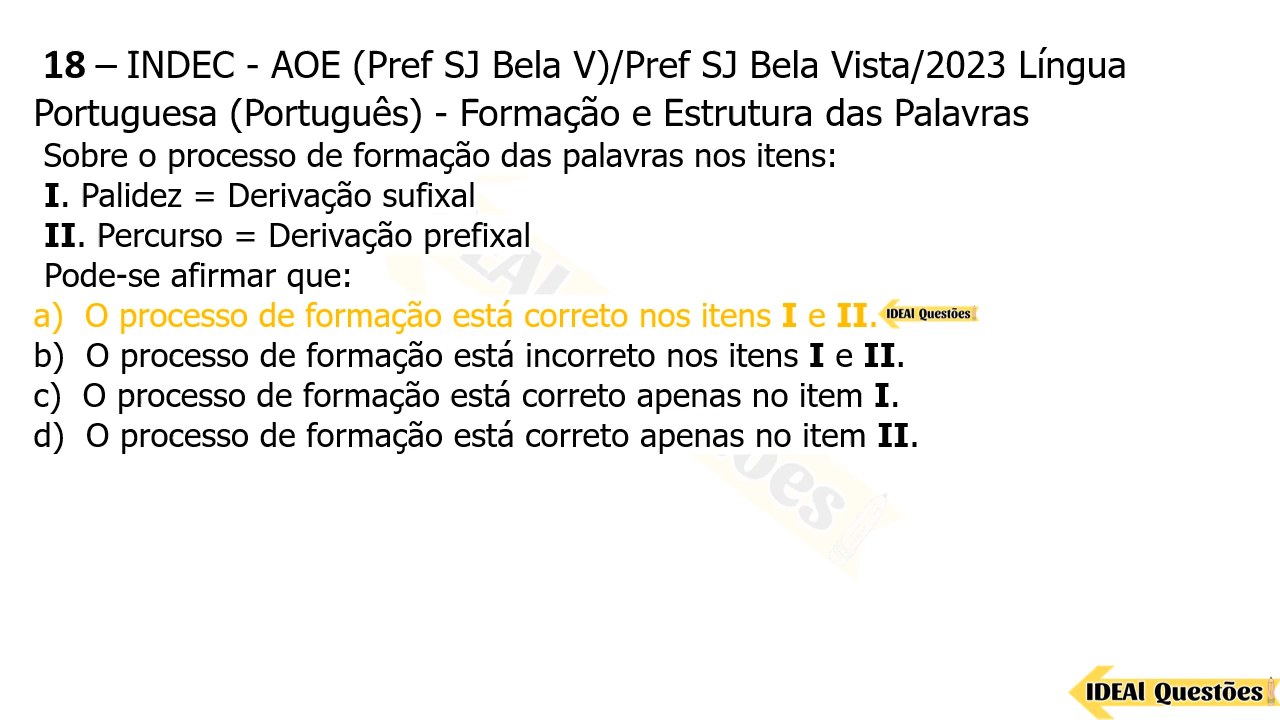 18 – INDEC - AOE (Pref SJ Bela V)/Pref SJ Bela Vista/2023 Língua
Portuguesa (Português) - Formação e Estrutura das Palavras
Sobre o processo de formação das palavras nos itens:
I. Palidez = Derivação sufixal
II. Percurso = Derivação prefixal
Pode-se afirmar que:
a) O processo de formação está correto nos itens I e II. IDEAl Questões
b) O processo de formação está incorreto nos itens I e II.
c) O processo de formação está correto apenas no item I.
d) O processo de formação está correto apenas no item II.
IDEAl Questões